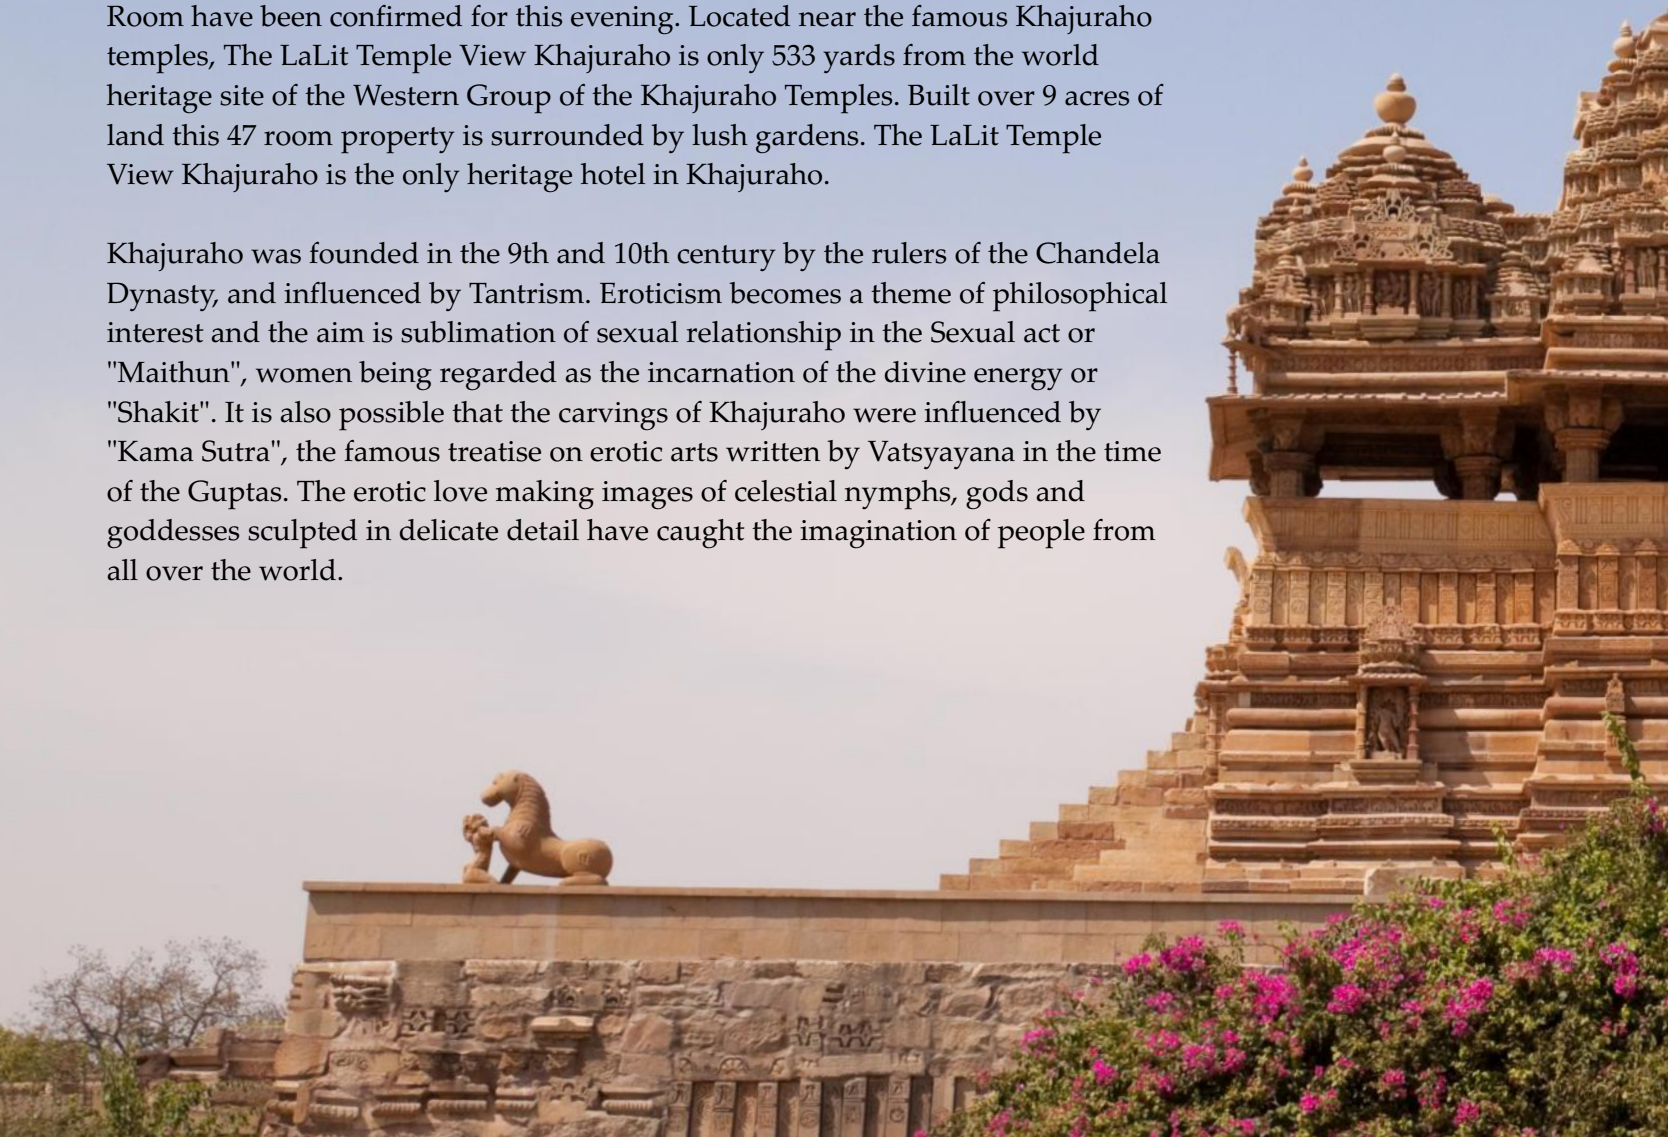 Room have been confirmed for this evening. Located near the famous Khajuraho
temples, The LaLit Temple View Khajuraho is only 533 yards from the world
heritage site of the Western Group of the Khajuraho Temples. Built over 9 acres of
land this 47 room property is surrounded by lush gardens. The LaLit Temple
View Khajuraho is the only heritage hotel in Khajuraho.

Khajuraho was founded in the 9th and 10th century by the rulers of the Chandela
Dynasty, and influenced by Tantrism. Eroticism becomes a theme of philosophical
interest and the aim is sublimation of sexual relationship in the Sexual act or
"Maithun", women being regarded as the incarnation of the divine energy or
"Shakit". It is also possible that the carvings of Khajuraho were influenced by
"Kama Sutra", the famous treatise on erotic arts written by Vatsyayana in the time
of the Guptas. The erotic love making images of celestial nymphs, gods and
goddesses sculpted in delicate detail have caught the imagination of people from
all over the world.